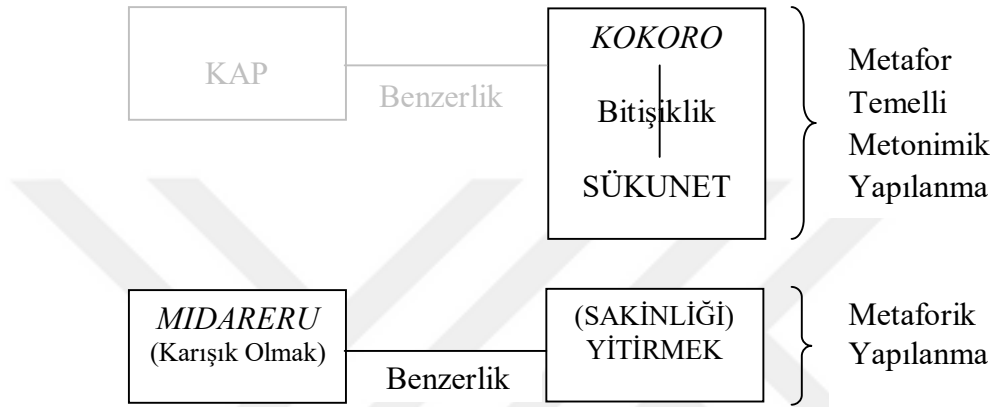 KAP
Benzerlik
KOKORO
Bitişiklik
SÜKUNET
Metafor
Temelli
Metonimik
Yapılanma
MIDARERU
(Karışık Olmak)
Benzerlik
(SAKİNLİĞİ)
YİTİRMEK
Metaforik
Yapılanma